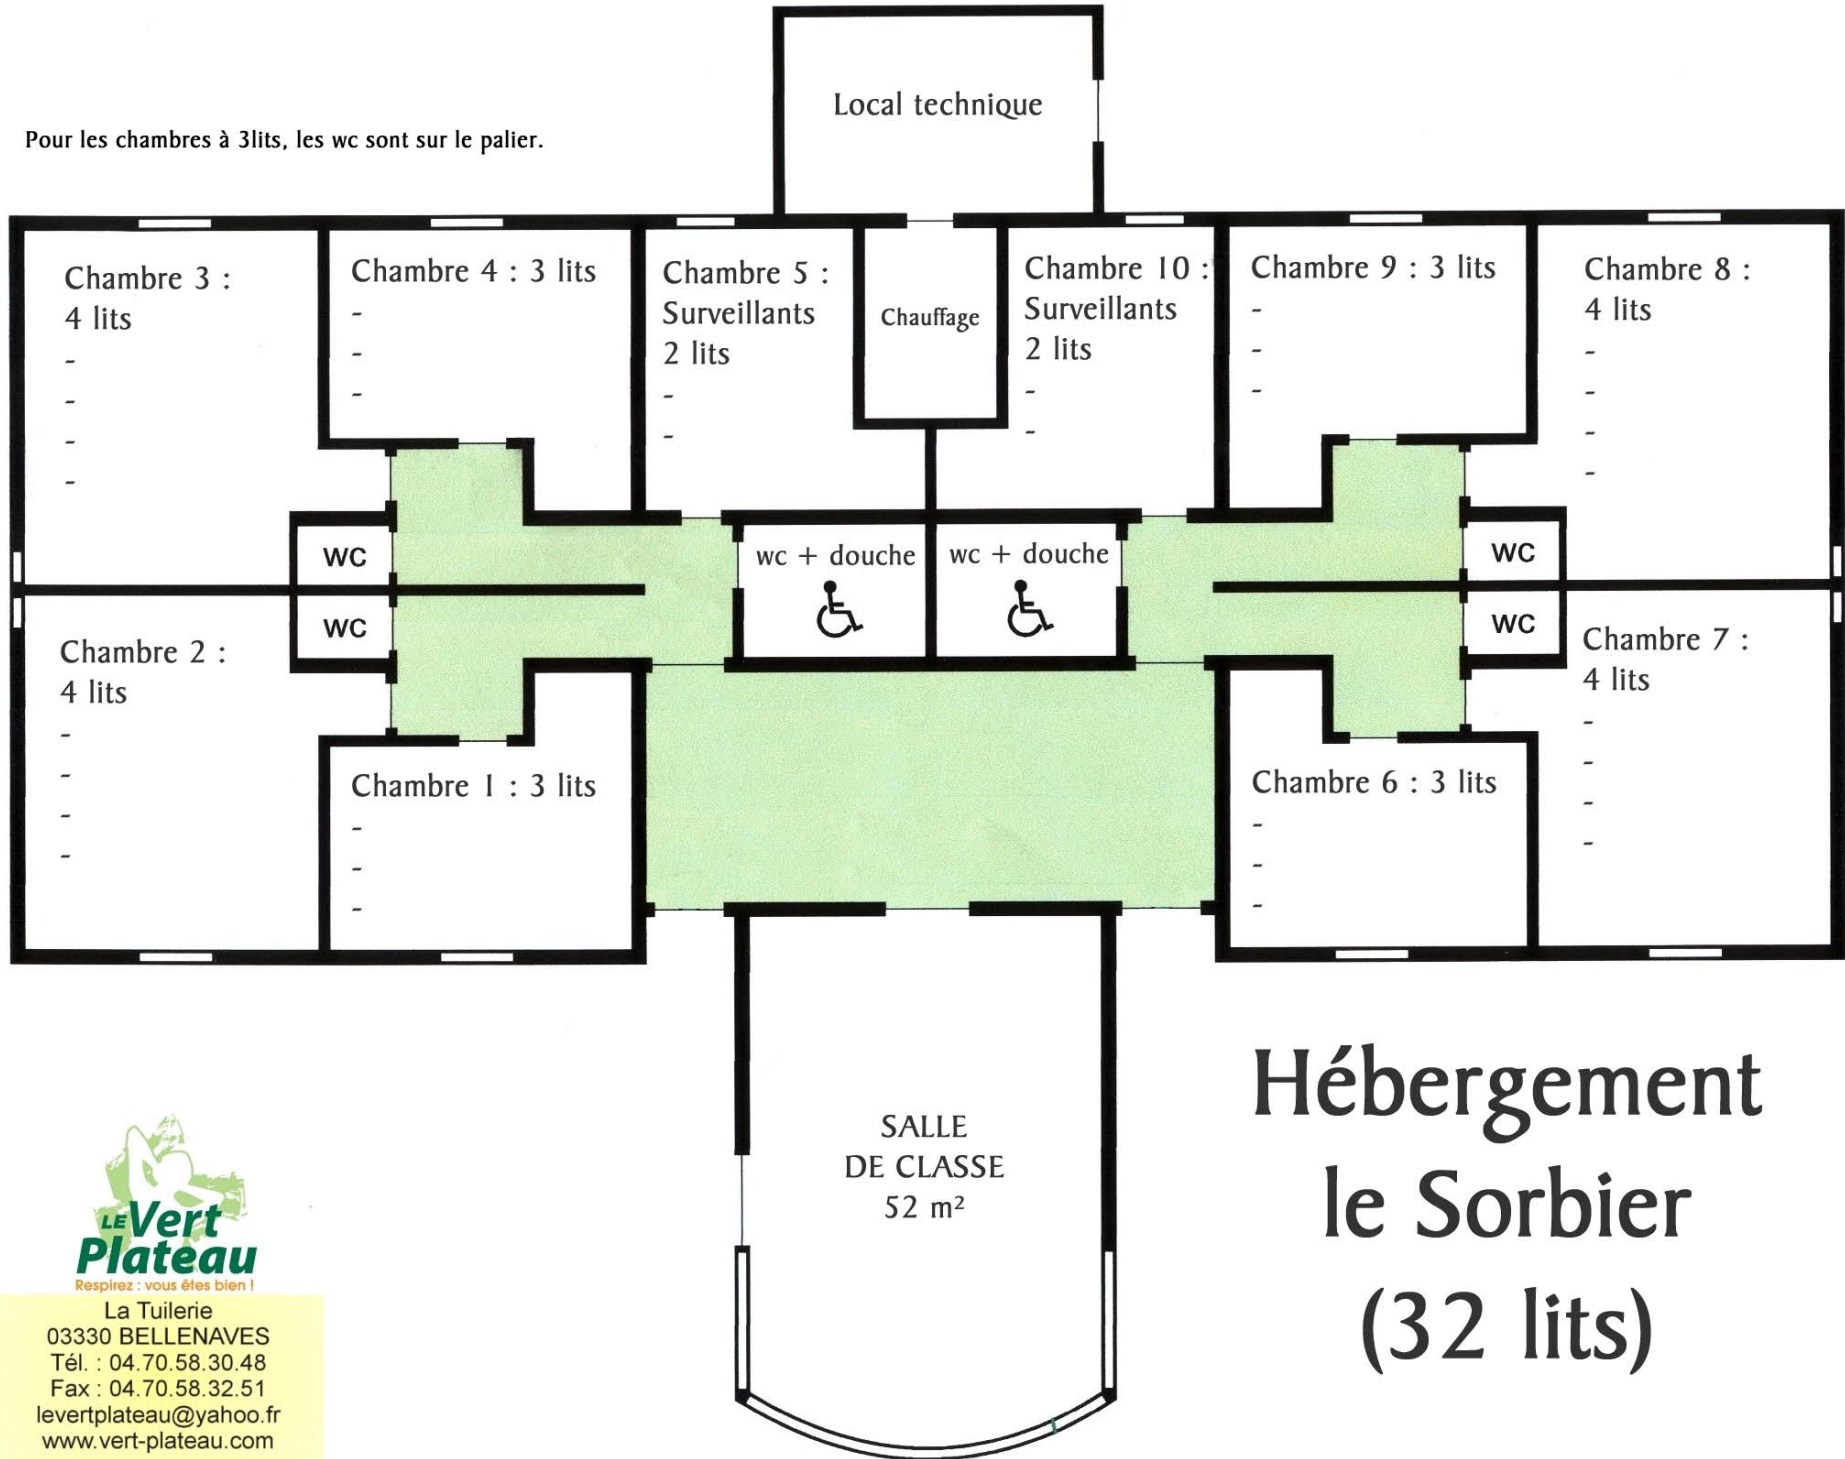 Local technique
Pour les chambres à 3lits, les wc sont sur le palier.
Chambre 3 :
4 lits
-
-
-
-
Chambre 4 : 3 lits
-
-
-
Chambre 5 :
Surveillants
2 lits
-
-
Chauffage
Chambre 10 :
Surveillants
2 lits
-
-
Chambre 9 : 3 lits
-
-
-
Chambre 8 :
4 lits
-
-
-
-
WC
WC
wc + douche
wc + douche
WC
WC
Chambre 2 :
4 lits
-
-
-
-
Chambre 1 : 3 lits
-
-
-
Chambre 6 : 3 lits
-
-
-
Chambre 7 :
4 lits
-
-
-
-
SALLE
DE CLASSE
52 m²
Hébergement
le Sorbier
(32 lits)
LE Vert
Plateau
Respirez : vous êtes bien !
La Tuilerie
03330 BELLENAVES
Tél. : 04.70.58.30.48
Fax : 04.70.58.32.51
levertplateau@yahoo.fr
www.vert-plateau.com